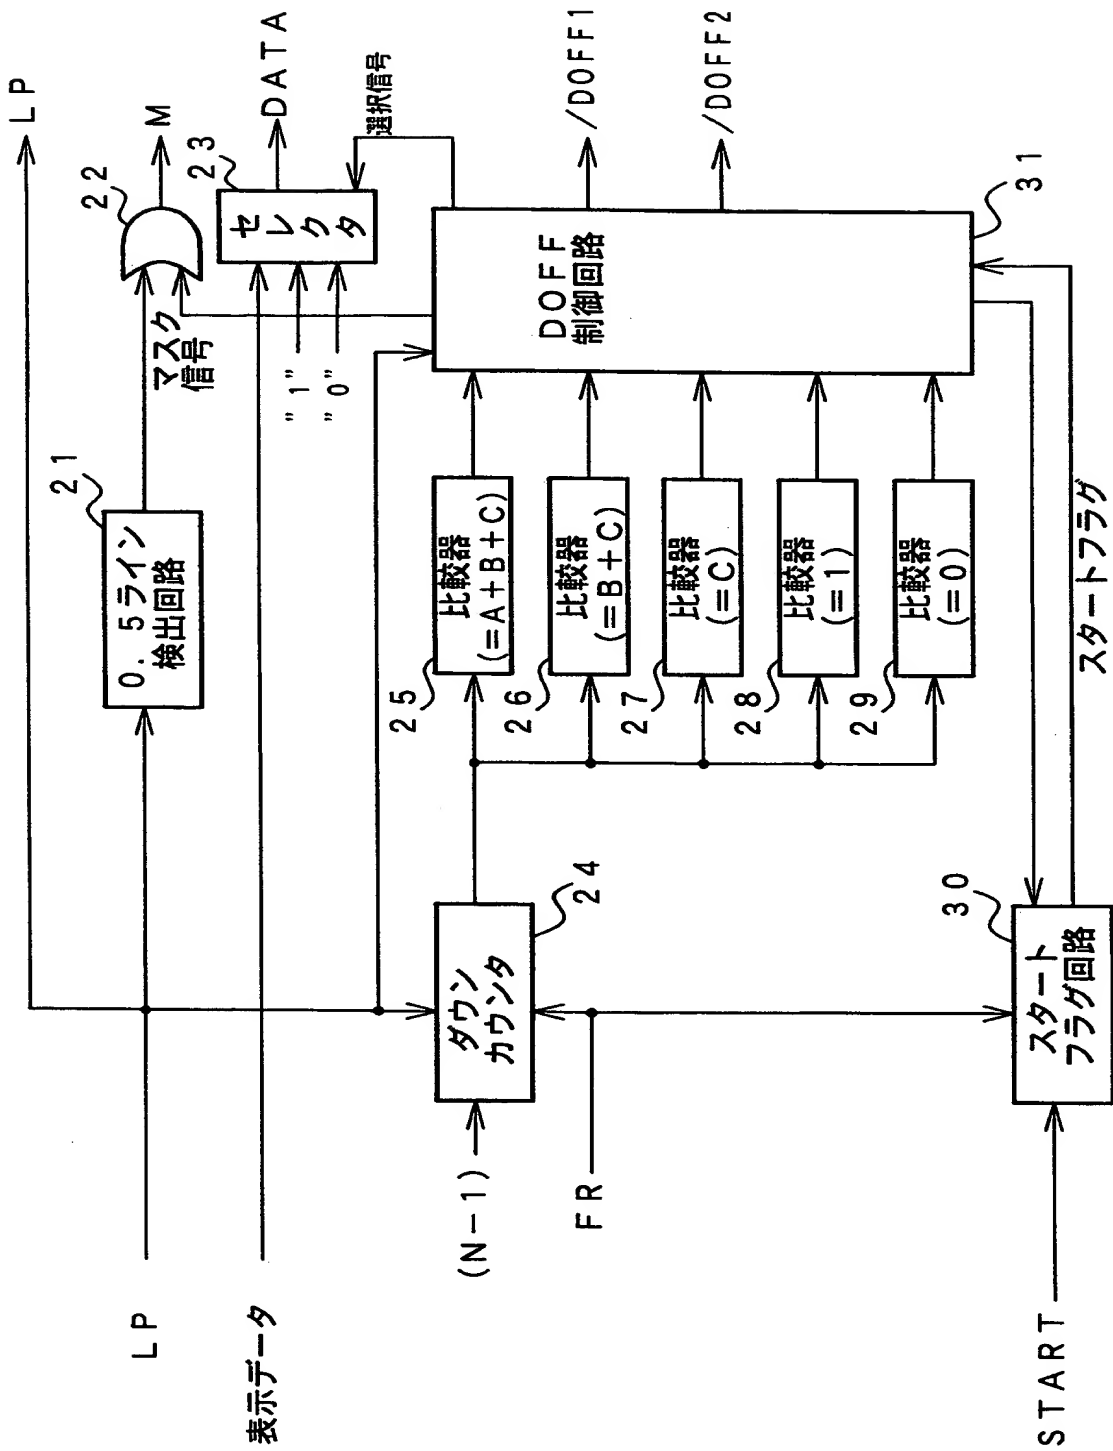 LP
LP
M
22
23
DATA
選択信号
セレクタ
"1"
"0"
マスク
信号
21
0.5ライン
検出回路
LP
表示データ
/DOFF1
/DOFF2
DOFF
制御回路
31
25
比較器
(=A+B+C)
26
比較器
(=B+C)
27
比較器
(=C)
28
比較器
(=1)
29
比較器
(=0)
24
ダウン
カウンタ
(N-1)
FR
30
スタート
フラグ回路
スタートフラグ
START